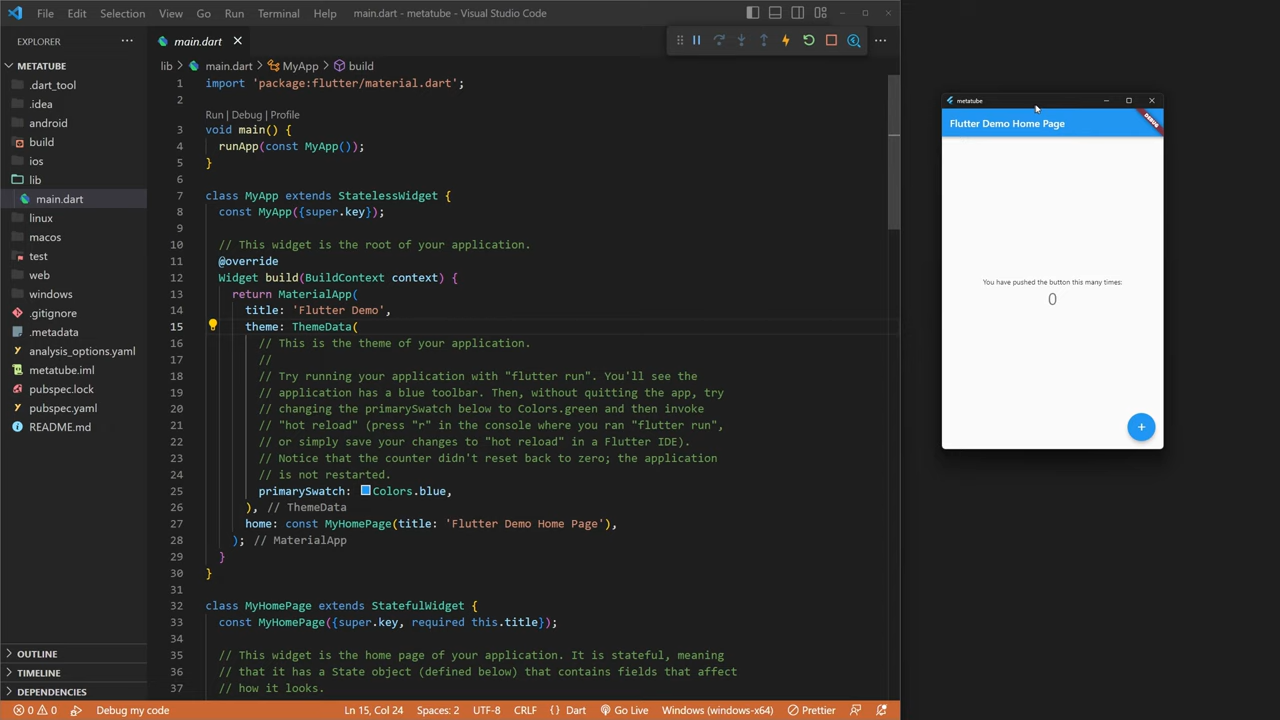 File Edit Selection View Go Run Terminal Help main.dart - metatube - Visual Studio Code
EXPLORER
METATUBE
.dart_tool
.idea
android
build
ios
lib
main.dart
linux
macos
test
web
windows
.gitignore
.metadata
analysis_options.yaml
metatube.iml
pubspec.lock
pubspec.yaml
README.md
OUTLINE
TIMELINE
DEPENDENCIES
main.dart
lib > main.dart > MyApp > build
1 import 'package:flutter/material.dart';
2
Run | Debug | Profile
3 void main() {
4 runApp(const MyApp());
5 }
6
7 class MyApp extends StatelessWidget {
8 const MyApp({super.key});
9
10 // This widget is the root of your application.
11 @override
12 Widget build(BuildContext context) {
13 return MaterialApp(
14 title: 'Flutter Demo',
15 theme: ThemeData(
16 // This is the theme of your application.
17 //
18 // Try running your application with "flutter run". You'll see the
19 // application has a blue toolbar. Then, without quitting the app, try
20 // changing the primarySwatch below to Colors.green and then invoke
21 // "hot reload" (press "r" in the console where you ran "flutter run",
22 // or simply save your changes to "hot reload" in a Flutter IDE).
23 // Notice that the counter didn't reset back to zero; the application
24 // is not restarted.
25 primarySwatch: Colors.blue,
26 ), // ThemeData
27 home: const MyHomePage(title: 'Flutter Demo Home Page'),
28 ); // MaterialApp
29 }
30 }
31
32 class MyHomePage extends StatefulWidget {
33 const MyHomePage({super.key, required this.title});
34
35 // This widget is the home page of your application. It is stateful, meaning
36 // that it has a State object (defined below) that contains fields that affect
37 // how it looks.
metatube
Flutter Demo Home Page
DEBUG
You have pushed the button this many times:
0
+
0 0 Debug my code Ln 15, Col 24 Spaces: 2 UTF-8 CRLF {} Dart Go Live Windows (windows-x64) Prettier